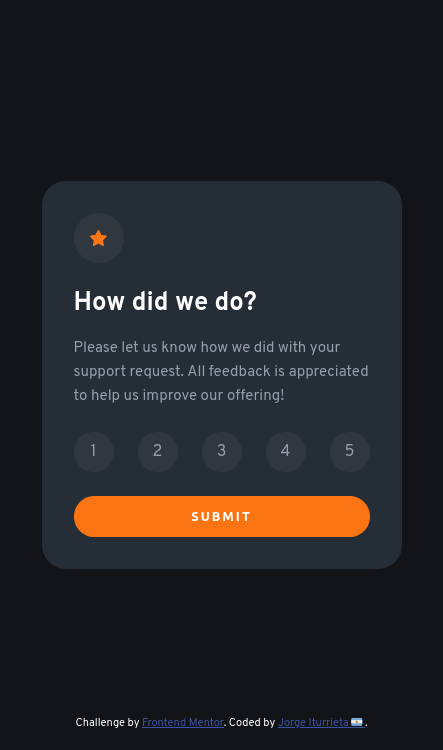 How did we do?
Please let us know how we did with your
support request. All feedback is appreciated
to help us improve our offering!
1 2 3 4 5
SUBMIT
Challenge by Frontend Mentor. Coded by Jorge Iturrieta 🇦🇷.